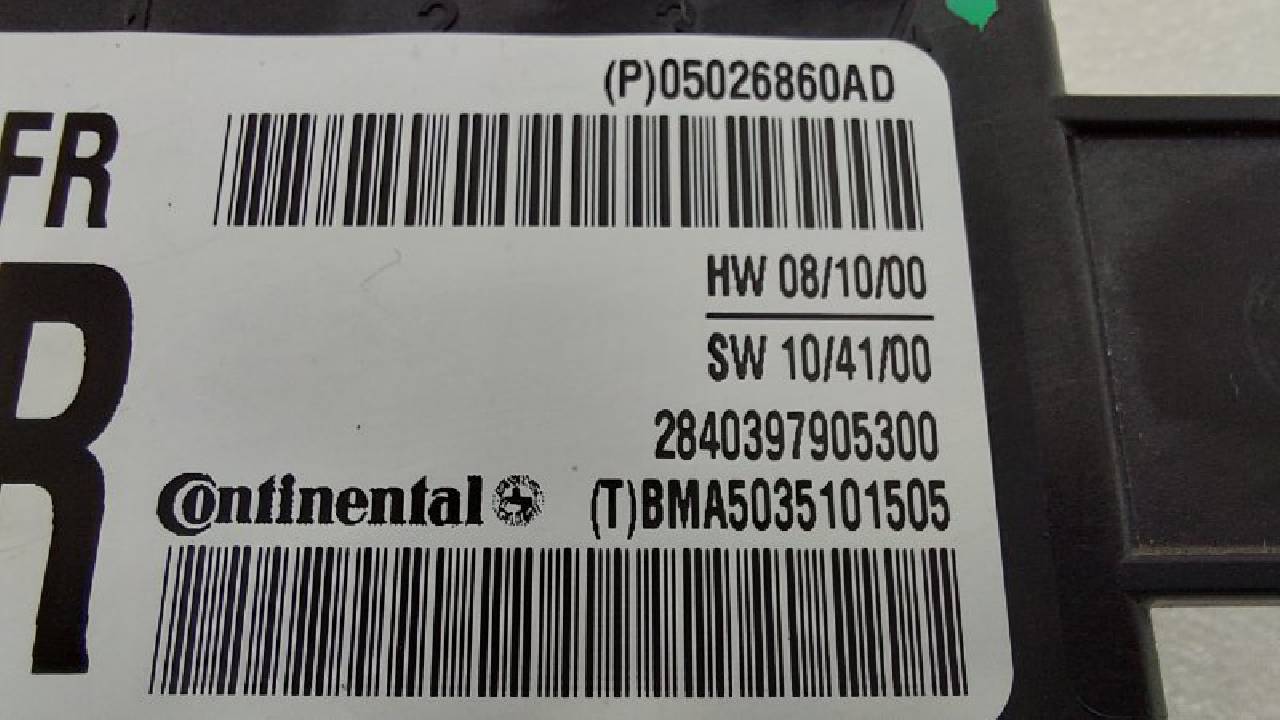 (P)05026860AD
FR
HW 08/10/00
SW 10/41/00
R
2840397905300
Continental (T)BMA5035101505